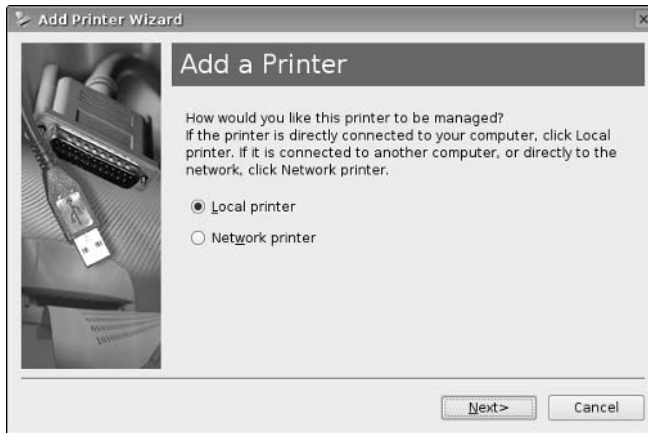 Add Printer Wizard
Add a Printer
How would you like this printer to be managed?
If the printer is directly connected to your computer, click Local
printer. If it is connected to another computer, or directly to the
network, click Network printer.
Local printer
Network printer
Next>
Cancel